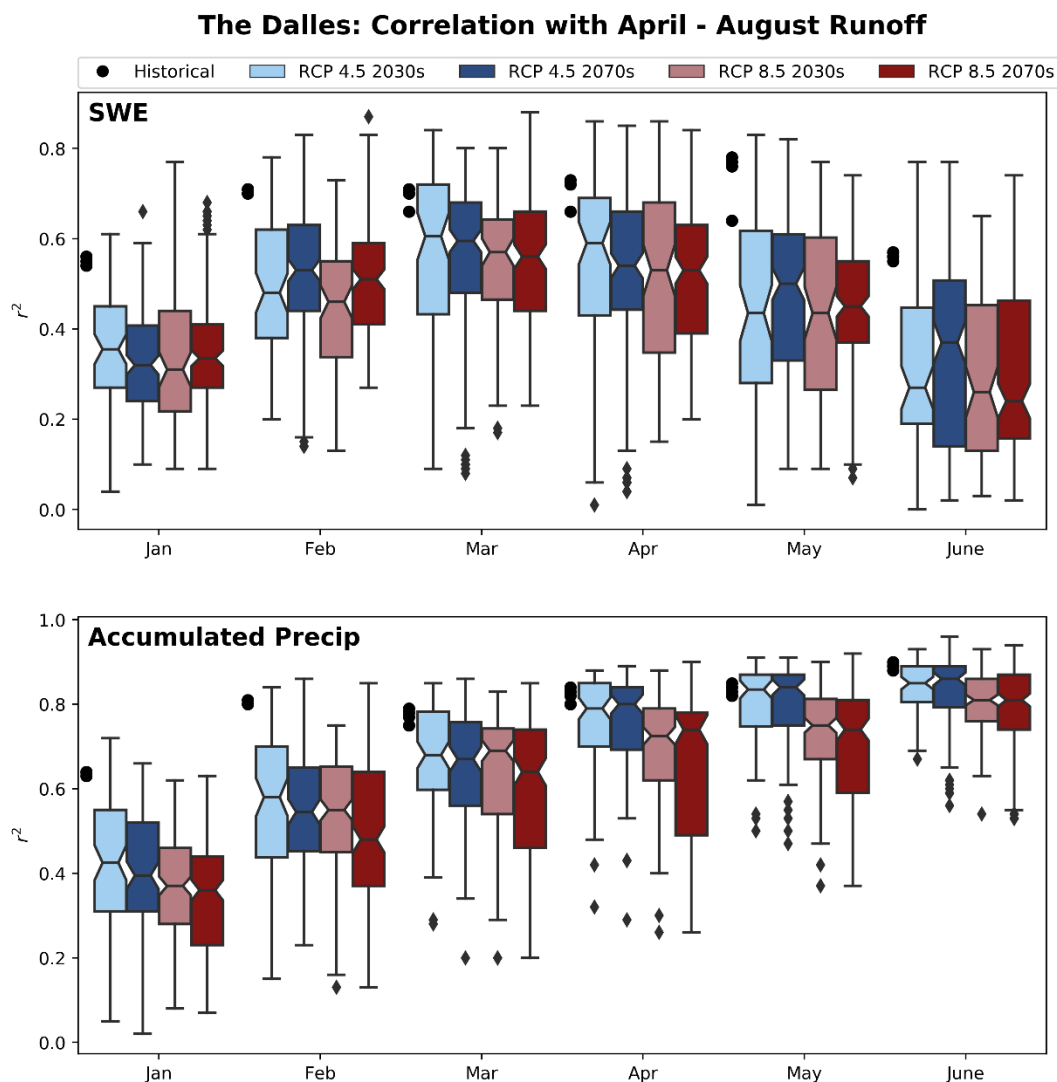 The Dalles: Correlation with April - August Runoff
Historical RCP 4.5 2030s RCP 4.5 2070s RCP 8.5 2030s RCP 8.5 2070s
SWE
0.8
0.6
r²
0.4
0.2
0.0
Jan Feb Mar Apr May June
1.0
Accumulated Precip
0.8
0.6
r²
0.4
0.2
0.0
Jan Feb Mar Apr May June